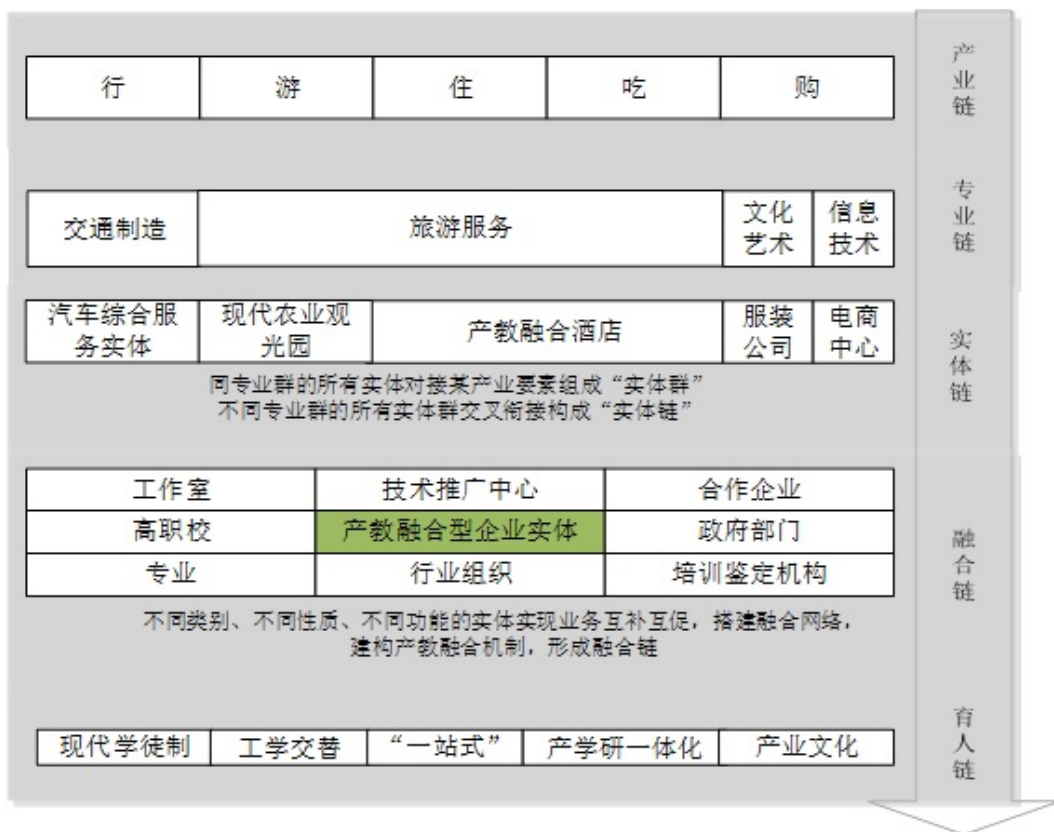 行 游 住 吃 购
产业链
交通制造 旅游服务 文化艺术 信息技术
专业链
汽车综合服务实体 现代农业观光园 产教融合酒店 服装公司 电商中心
同专业群的所有实体对接某产业要素组成“实体群”
不同专业群的所有实体群交叉衔接构成“实体链”
实体链
工作室 技术推广中心 合作企业
高职校 产教融合型企业实体 政府部门
专业 行业组织 培训鉴定机构
不同类别、不同性质、不同功能的实体实现业务互补互促，搭建融合网络，
建构产教融合机制，形成融合链
融合链
现代学徒制 工学交替 “一站式” 产学研一体化 产业文化
育人链